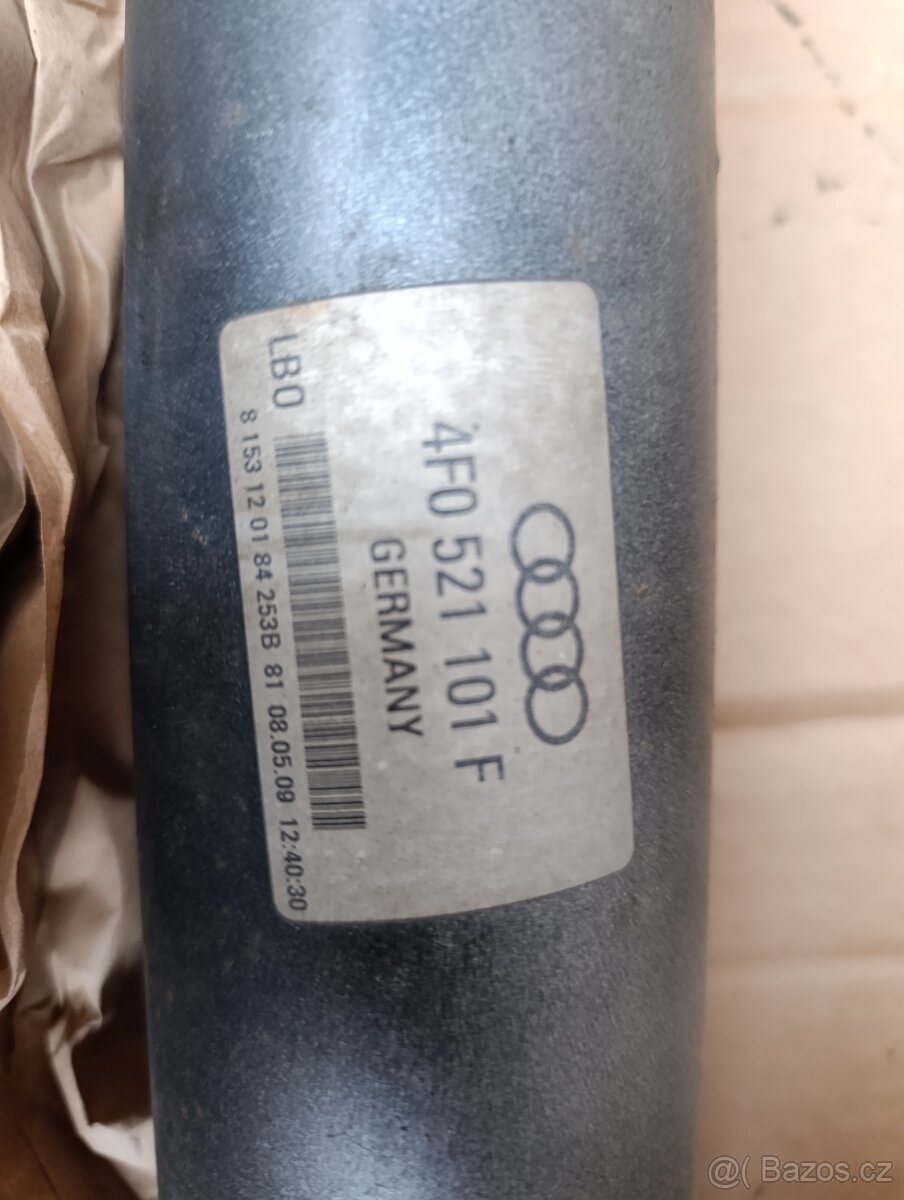 4F0 521 101 F
GERMANY
LB0
8 153 12 01 84 253B 81 08.05.09 12:40:30
@( Bazos.cz